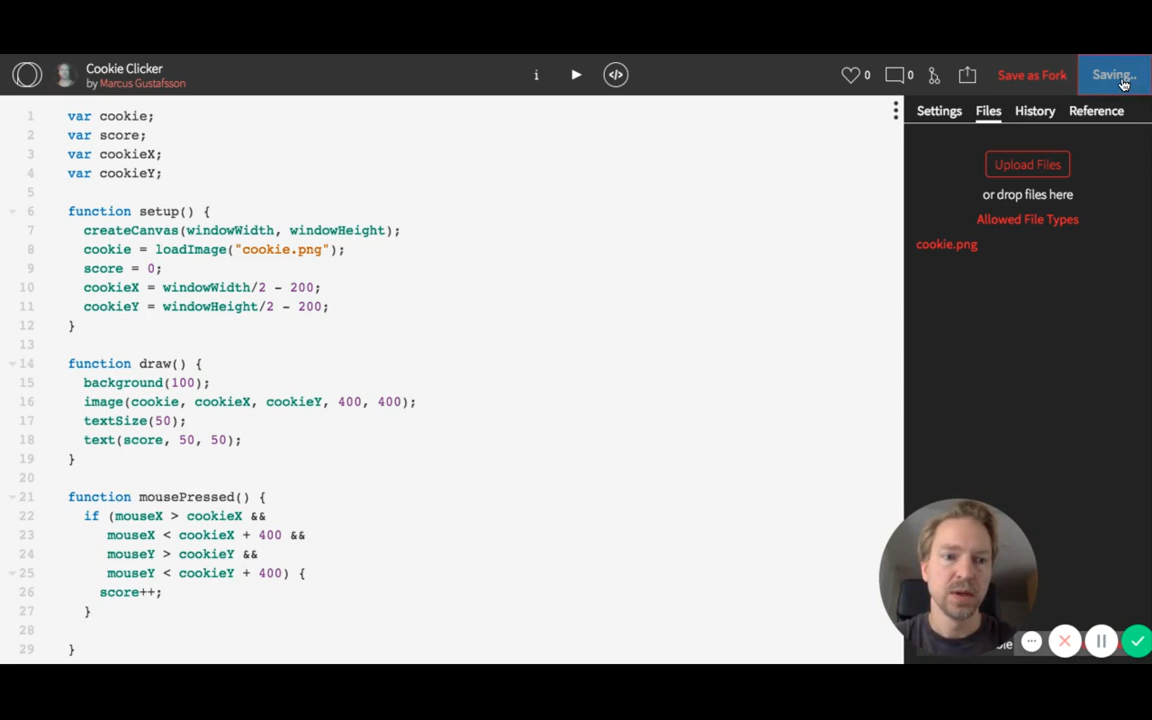 Cookie Clicker
by Marcus Gustafsson
i
</>
0
0
Save as Fork
Saving..
Settings Files History Reference
Upload Files
or drop files here
Allowed File Types
cookie.png
1 var cookie;
2 var score;
3 var cookieX;
4 var cookieY;
5
6 function setup() {
7 createCanvas(windowWidth, windowHeight);
8 cookie = loadImage("cookie.png");
9 score = 0;
10 cookieX = windowWidth/2 - 200;
11 cookieY = windowHeight/2 - 200;
12 }
13
14 function draw() {
15 background(100);
16 image(cookie, cookieX, cookieY, 400, 400);
17 textSize(50);
18 text(score, 50, 50);
19 }
20
21 function mousePressed() {
22 if (mouseX > cookieX &&
23 mouseX < cookieX + 400 &&
24 mouseY > cookieY &&
25 mouseY < cookieY + 400) {
26 score++;
27 }
28
29 }